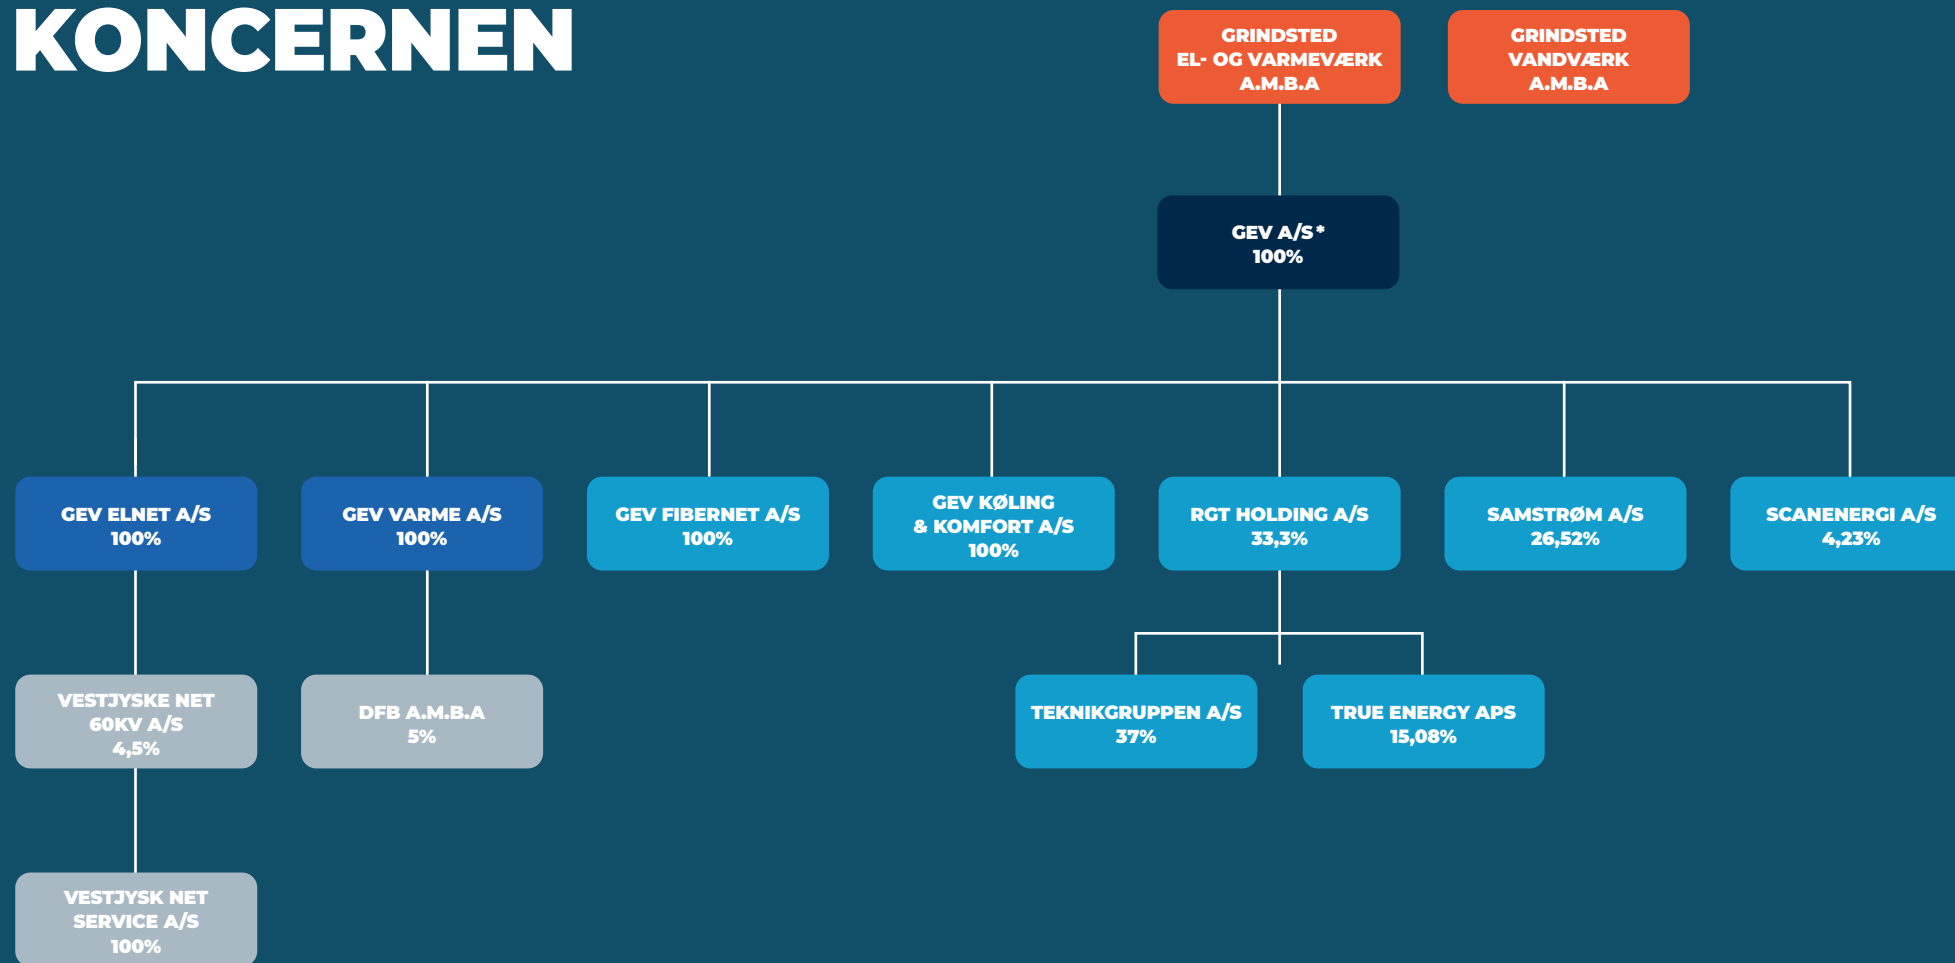 KONCERNEN
GRINDSTED
EL- OG VARMEVÆRK
A.M.B.A
GRINDSTED
VANDVÆRK
A.M.B.A
GEV A/S*
100%
GEV ELNET A/S
100%
GEV VARME A/S
100%
GEV FIBERNET A/S
100%
GEV KØLING
& KOMFORT A/S
100%
RGT HOLDING A/S
33,3%
SAMSTRØM A/S
26,52%
SCANENERGI A/S
4,23%
VESTJYSKE NET
60KV A/S
4,5%
DFB A.M.B.A
5%
TEKNIKGRUPPEN A/S
37%
TRUE ENERGY APS
15,08%
VESTJYSK NET
SERVICE A/S
100%